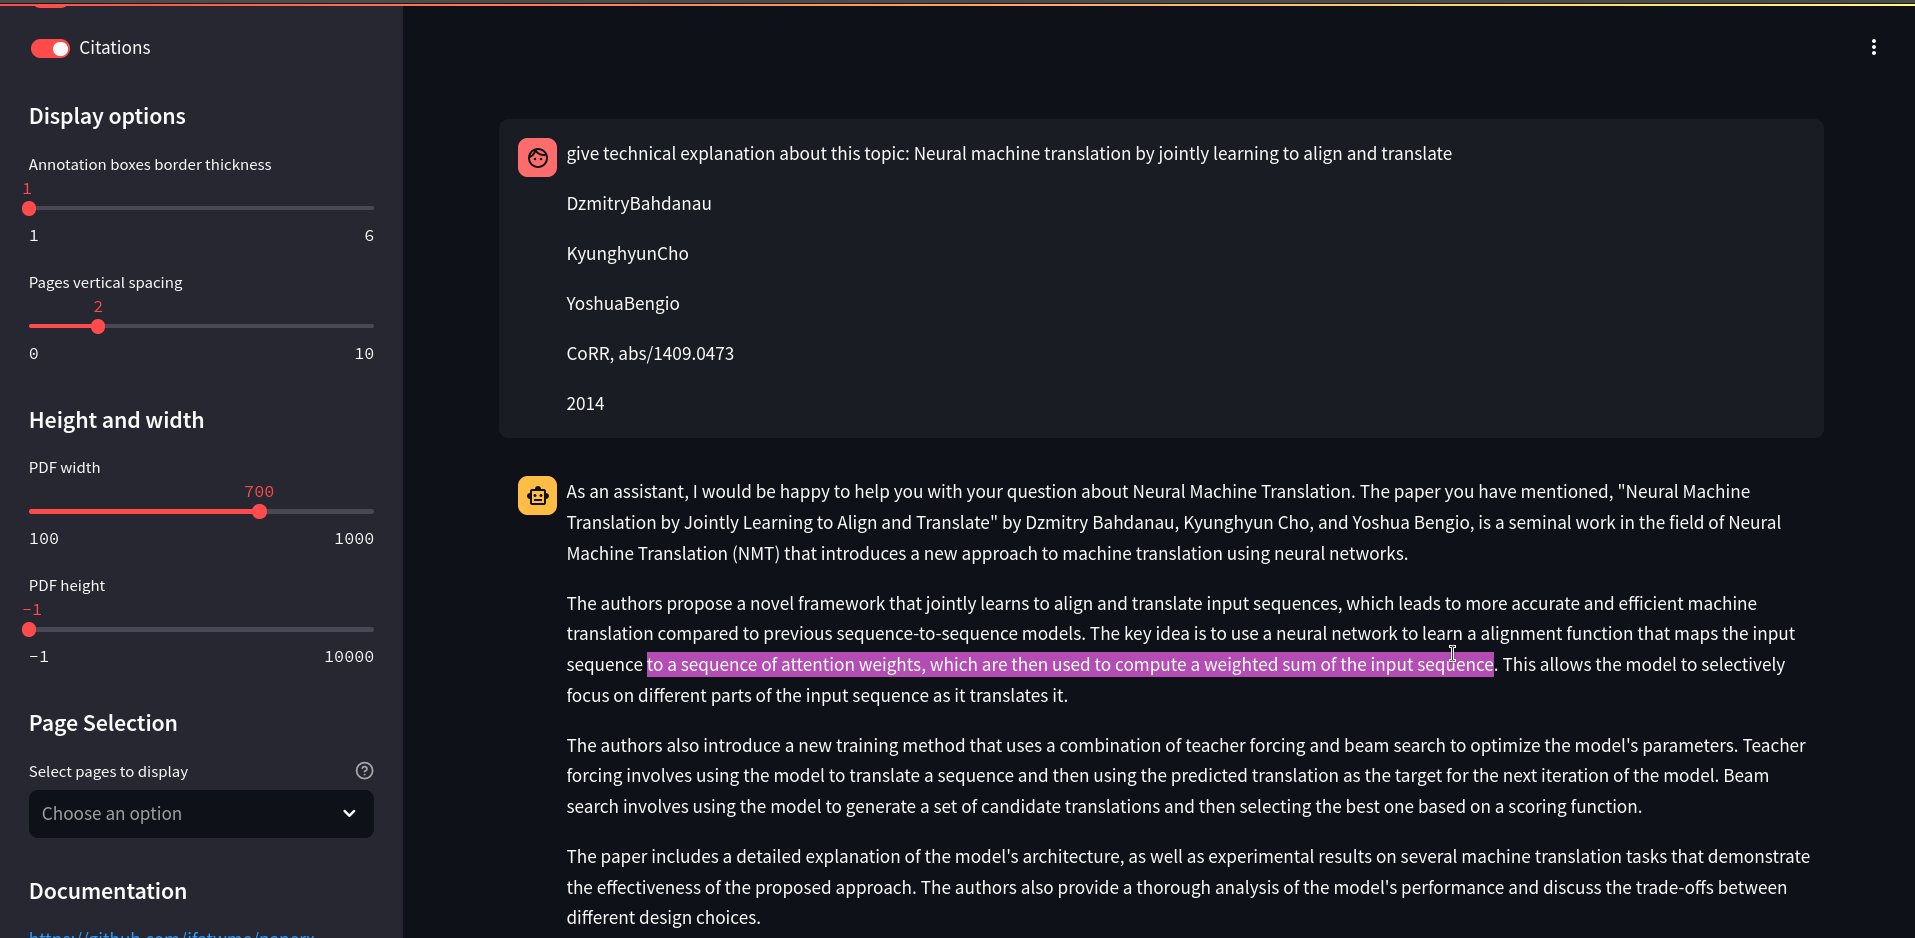 Citations
Display options
Annotation boxes border thickness
1
1 6
Pages vertical spacing
2
0 10
Height and width
PDF width
700
100 1000
PDF height
-1
-1 10000
Page Selection
Select pages to display
Choose an option
Documentation
give technical explanation about this topic: Neural machine translation by jointly learning to align and translate
DzmitryBahdanau
KyunghyunCho
YoshuaBengio
CoRR, abs/1409.0473
2014
As an assistant, I would be happy to help you with your question about Neural Machine Translation. The paper you have mentioned, "Neural Machine
Translation by Jointly Learning to Align and Translate" by Dzmitry Bahdanau, Kyunghyun Cho, and Yoshua Bengio, is a seminal work in the field of Neural
Machine Translation (NMT) that introduces a new approach to machine translation using neural networks.
The authors propose a novel framework that jointly learns to align and translate input sequences, which leads to more accurate and efficient machine
translation compared to previous sequence-to-sequence models. The key idea is to use a neural network to learn a alignment function that maps the input
sequence to a sequence of attention weights, which are then used to compute a weighted sum of the input sequence. This allows the model to selectively
focus on different parts of the input sequence as it translates it.
The authors also introduce a new training method that uses a combination of teacher forcing and beam search to optimize the model's parameters. Teacher
forcing involves using the model to translate a sequence and then using the predicted translation as the target for the next iteration of the model. Beam
search involves using the model to generate a set of candidate translations and then selecting the best one based on a scoring function.
The paper includes a detailed explanation of the model's architecture, as well as experimental results on several machine translation tasks that demonstrate
the effectiveness of the proposed approach. The authors also provide a thorough analysis of the model's performance and discuss the trade-offs between
different design choices.